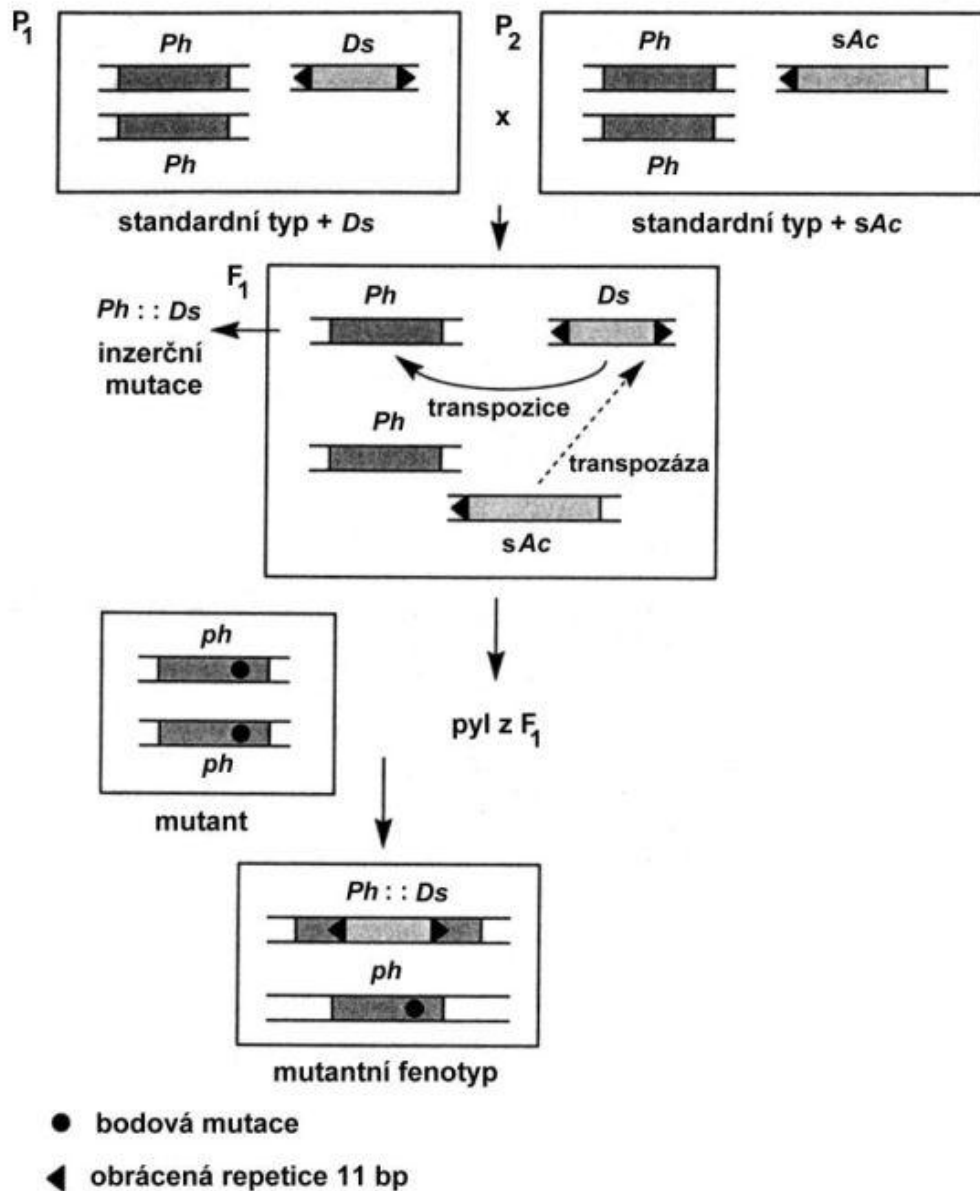 P1
Ph
Ds
Ph
standardní typ + Ds
x
P2
Ph
sAc
Ph
standardní typ + sAc
F1
Ph : : Ds
inzerční
mutace
Ph
Ds
transpozice
Ph
transpozáza
sAc
ph
ph
mutant
pyl z F1
Ph : : Ds
ph
mutantní fenotyp
bodová mutace
obrácená repetice 11 bp